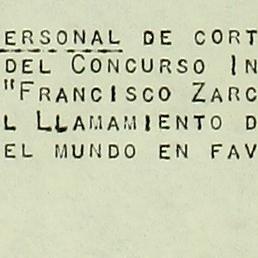 ERSONAL DE CORT
DEL CONCURSO IN
"FRANCISCO ZARC
L LLAMAMIENTO D
EL MUNDO EN FAV